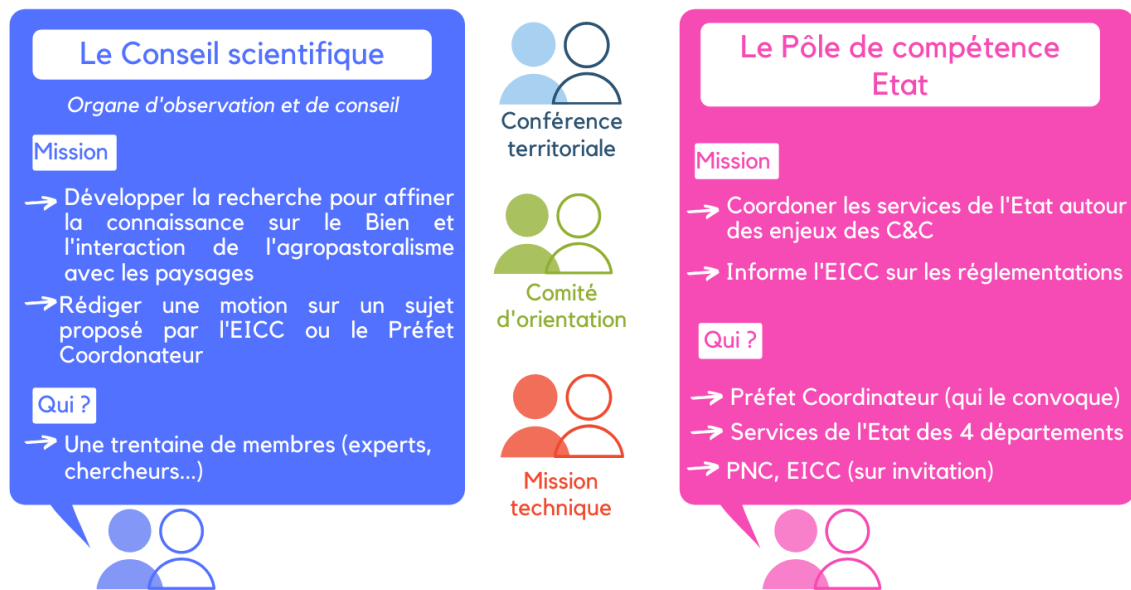 Le Conseil scientifique
Organe d'observation et de conseil
Mission
Développer la recherche pour affiner
la connaissance sur le Bien et
l'interaction de l'agropastoralisme
avec les paysages
Rédiger une motion sur un sujet
proposé par l'EICC ou le Préfet
Coordonateur
Qui ?
Une trentaine de membres (experts,
chercheurs...)
Conférence
territoriale
Comité
d'orientation
Mission
technique
Le Pôle de compétence
Etat
Mission
Coordoner les services de l'Etat autour
des enjeux des C&C
Informe l'EICC sur les réglementations
Qui ?
Préfet Coordinateur (qui le convoque)
Services de l'Etat des 4 départements
PNC, EICC (sur invitation)